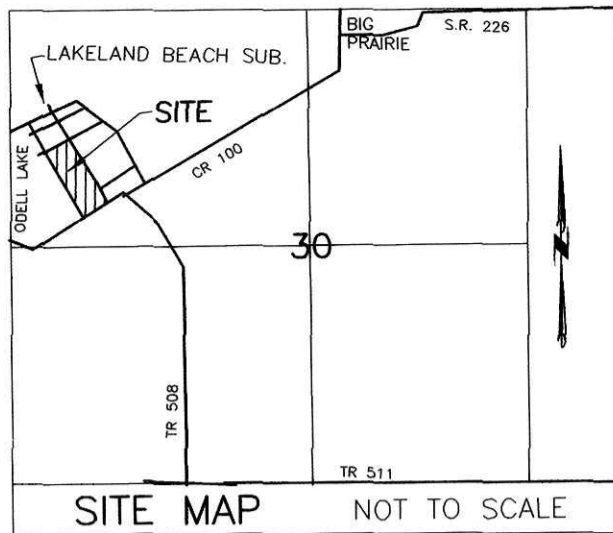 BIG
PRAIRIE
S.R. 226
LAKELAND BEACH SUB.
SITE
CR 100
ODELL LAKE
30
N
TR 508
TR 511
SITE MAP
NOT TO SCALE